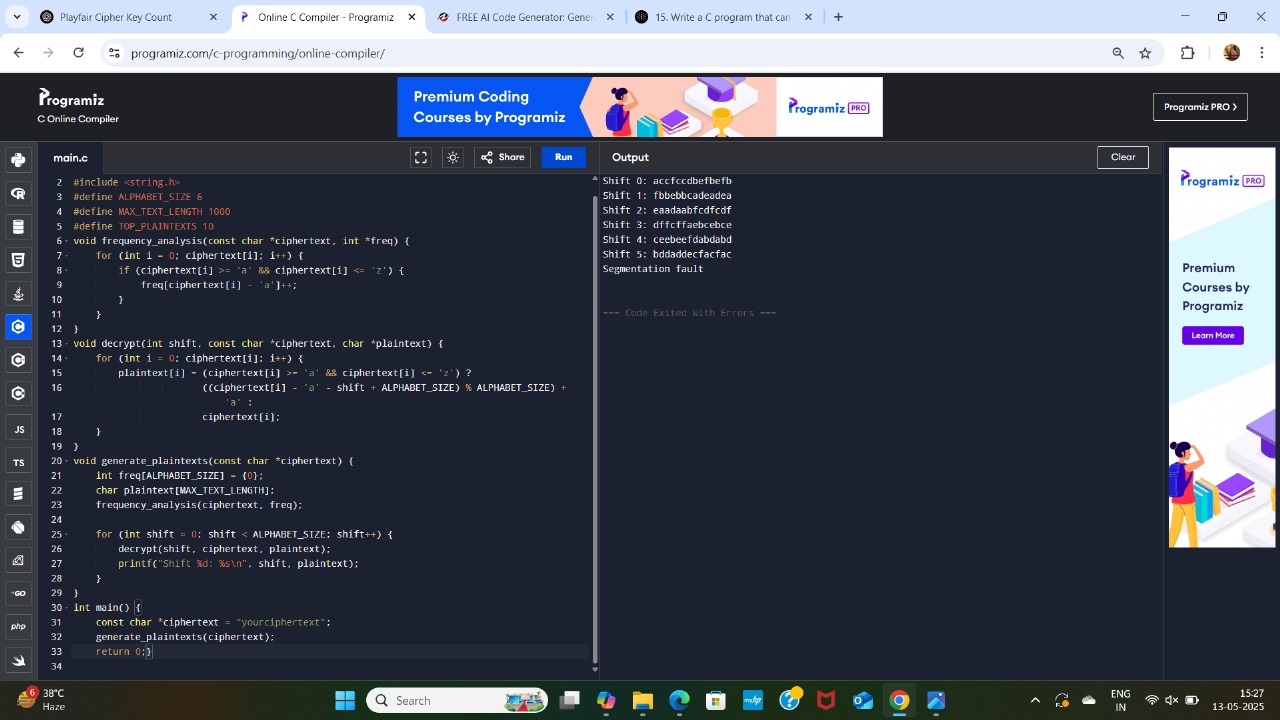 Playfair Cipher Key Count
Online C Compiler - Programiz
FREE AI Code Generator: Gener
15. Write a C program that can
programiz.com/c-programming/online-compiler/
Programiz
C Online Compiler
Premium Coding
Courses by Programiz
Programiz PRO
Programiz PRO >
main.c
Share
Run
Output
Clear
2 #include <string.h>
3 #define ALPHABET_SIZE 6
4 #define MAX_TEXT_LENGTH 1000
5 #define TOP_PLAINTEXTS 10
6 void frequency_analysis(const char *ciphertext, int *freq) {
7 for (int i = 0; ciphertext[i]; i++) {
8 if (ciphertext[i] >= 'a' && ciphertext[i] <= 'z') {
9 freq[ciphertext[i] - 'a']++;
10 }
11 }
12 }
13 void decrypt(int shift, const char *ciphertext, char *plaintext) {
14 for (int i = 0; ciphertext[i]; i++) {
15 plaintext[i] = (ciphertext[i] >= 'a' && ciphertext[i] <= 'z') ?
16 ((ciphertext[i] - 'a' - shift + ALPHABET_SIZE) % ALPHABET_SIZE) +
'a' :
17 ciphertext[i];
18 }
19 }
20 void generate_plaintexts(const char *ciphertext) {
21 int freq[ALPHABET_SIZE] = {0};
22 char plaintext[MAX_TEXT_LENGTH];
23 frequency_analysis(ciphertext, freq);
24
25 for (int shift = 0; shift < ALPHABET_SIZE; shift++) {
26 decrypt(shift, ciphertext, plaintext);
27 printf("Shift %d: %s\n", shift, plaintext);
28 }
29 }
30 int main() {
31 const char *ciphertext = "yourciphertext";
32 generate_plaintexts(ciphertext);
33 return 0;}
34
Shift 0: accfccdbefbefb
Shift 1: fbbebbcadeadea
Shift 2: eaadaabfcdfcdf
Shift 3: dffcffaebcebce
Shift 4: ceebeefdabdabd
Shift 5: bddaddecfacfac
Segmentation fault
=== Code Exited With Errors ===
Programiz PRO
Premium
Courses by
Programiz
Learn More
JS
TS
GO
php
6
38°C
Haze
Search
ENG
IN
15:27
13-05-2025